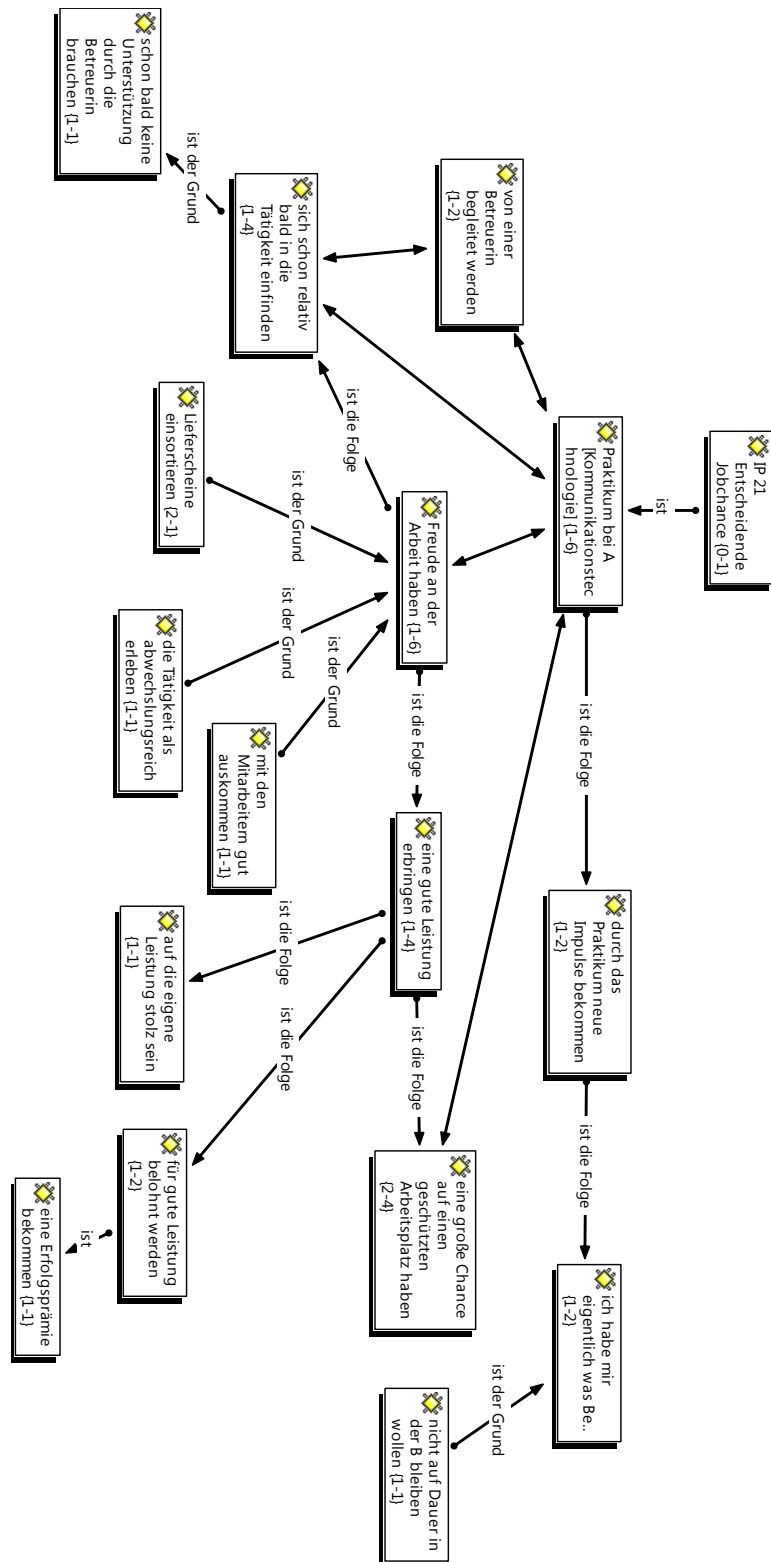 IP 21
Entscheidende
Jobchance {0-1}
ist
Praktikum bei A
[Kommunikationstec
hnologie] {1-6}
ist die Folge
durch das
Praktikum neue
Impulse bekommen
{1-2}
ist die Folge
ich habe mir
eigentlich was Be..
{1-2}
ist der Grund
nicht auf Dauer in
der B bleiben
wollen {1-1}
von einer
Betreuerin
begleitet werden
{1-2}
Freude an der
Arbeit haben {1-6}
ist die Folge
eine gute Leistung
erbringen {1-4}
ist die Folge
eine große Chance
auf einen
geschützten
Arbeitsplatz haben
{2-4}
sich schon relativ
bald in die
Tätigkeit einfinden
{1-4}
ist die Folge
ist der Grund
ist der Grund
ist der Grund
ist die Folge
ist die Folge
schon bald keine
Unterstützung
durch die
Betreuerin
brauchen {1-1}
ist der Grund
Lieferscheine
einsortieren {2-1}
die Tätigkeit als
abwechslungsreich
erleben {1-1}
mit den
Mitarbeitern gut
auskommen {1-1}
auf die eigene
Leistung stolz sein
{1-1}
für gute Leistung
belohnt werden
{1-2}
ist
eine Erfolgsprämie
bekommen {1-1}